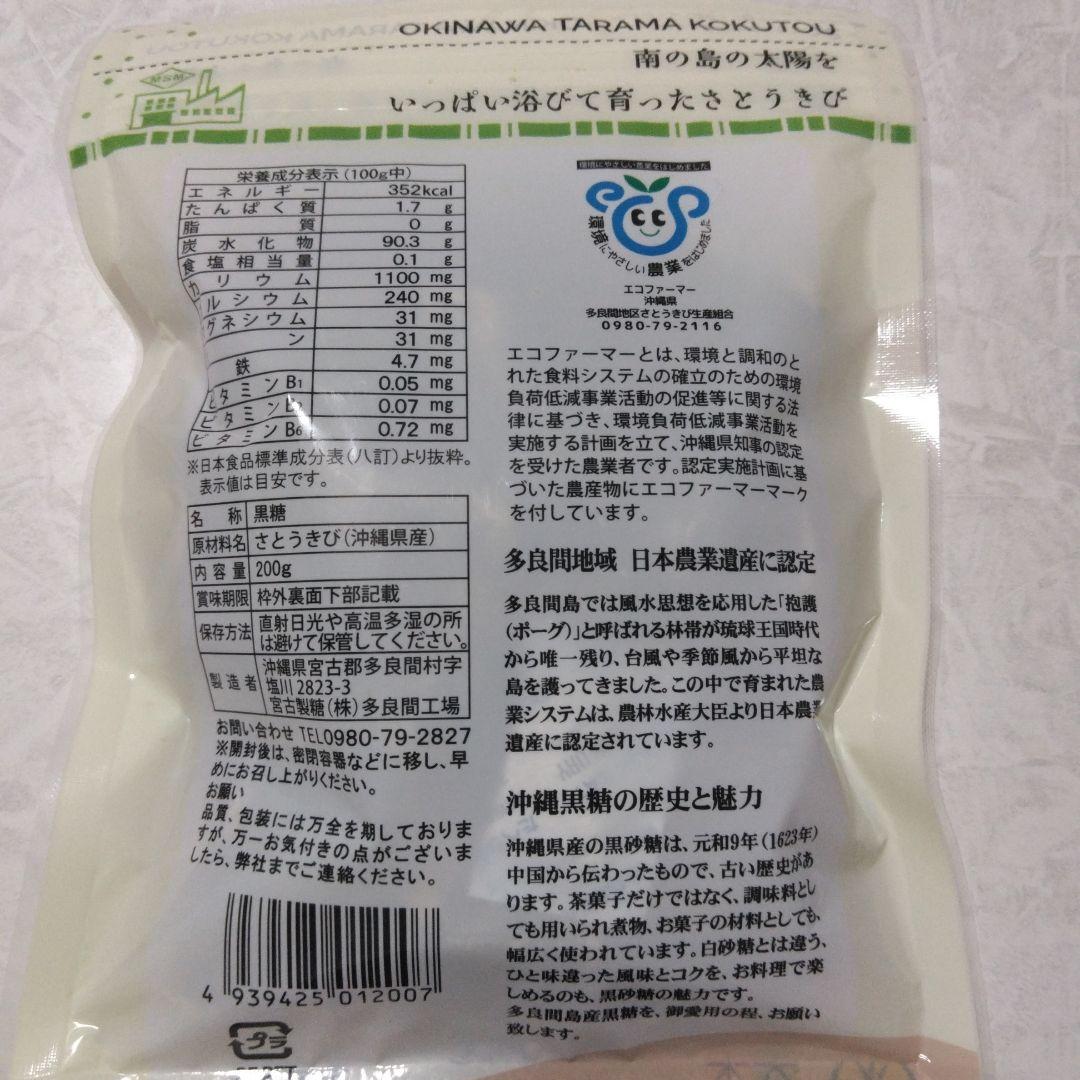 OKINAWA TARAMA KOKUTOU
南の島の太陽を
いっぱい浴びて育ったさとうきび
MSM
栄養成分表示(100g中)
エネルギー 352kcal
たんぱく質 1.7 g
脂質 0 g
炭水化物 90.3 g
食塩相当量 0.1 g
カリウム 1100 mg
ルシウム 240 mg
グネシウム 31 mg
ン 31 mg
鉄 4.7 mg
ビタミンB1 0.05 mg
ビタミン 0.07 mg
ビタミンB6 0.72 mg
※日本食品標準成分表(八訂)より抜粋。
表示値は目安です。
名称 黒糖
原材料名 さとうきび(沖縄県産)
内容量 200g
賞味期限 枠外裏面下部記載
保存方法 直射日光や高温多湿の所
は避けて保管してください。
製造者 沖縄県宮古郡多良間村字
塩川2823-3
宮古製糖(株)多良間工場
お問い合わせ TEL0980-79-2827
※開封後は、密閉容器などに移し、早
めにお召し上がりください。
お願い
品質、包装には万全を期しておりま
すが、万一お気付きの点がございま
したら、弊社までご連絡ください。
4 939425 012007
プラ
環境にやさしい農業をはじめました
環境にやさしい農業をはじめました
エコファーマー
沖縄県
多良間地区さとうきび生産組合
0980-79-2116
エコファーマーとは、環境と調和のと
れた食料システムの確立のための環境
負荷低減事業活動の促進等に関する法
律に基づき、環境負荷低減事業活動を
実施する計画を立て、沖縄県知事の認定
を受けた農業者です。認定実施計画に基
づいた農産物にエコファーマーマーク
を付しています。
多良間地域 日本農業遺産に認定
多良間島では風水思想を応用した「抱護
(ポーグ)」と呼ばれる林帯が琉球王国時代
から唯一残り、台風や季節風から平坦な
島を護ってきました。この中で育まれた農
業システムは、農林水産大臣より日本農業
遺産に認定されています。
沖縄黒糖の歴史と魅力
沖縄県産の黒砂糖は、元和9年(1623年)
中国から伝わったもので、古い歴史があ
ります。茶菓子だけではなく、調味料とし
ても用いられ煮物、お菓子の材料としても、
幅広く使われています。白砂糖とは違う、
ひと味違った風味とコクを、お料理で楽
しめるのも、黒砂糖の魅力です。
多良間島産黒糖を、御愛用の程、お願い
致します。